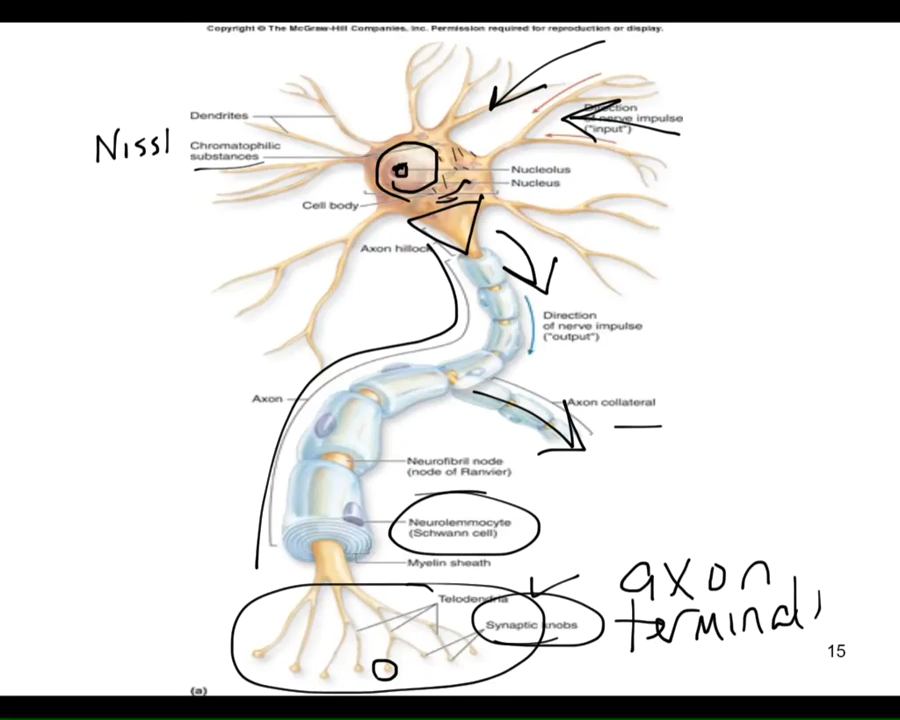 Copyright © The McGraw-Hill Companies, Inc. Permission required for reproduction or display.
Dendrites
Direction
of nerve impulse
("input")
Nissl
Chromatophilic
substances
Nucleolus
Nucleus
Cell body
Axon hillock
Direction
of nerve impulse
("output")
Axon
Axon collateral
Neurofibril node
(node of Ranvier)
Neurolemmocyte
(Schwann cell)
Myelin sheath
axon
terminals
Telodendria
Synaptic knobs
15
(a)